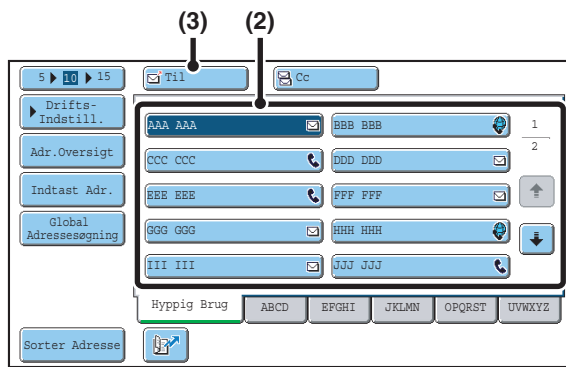 (3) (2)
5 10 15
Til
Cc
Drifts-
Indstill.
Adr.Oversigt
Indtast Adr.
Global
Adressesøgning
AAA AAA
BBB BBB
CCC CCC
DDD DDD
EEE EEE
FFF FFF
GGG GGG
HHH HHH
III III
JJJ JJJ
1
2
Hyppig Brug ABCD EFGHI JKLMN OPQRST UVWXYZ
Sorter Adresse